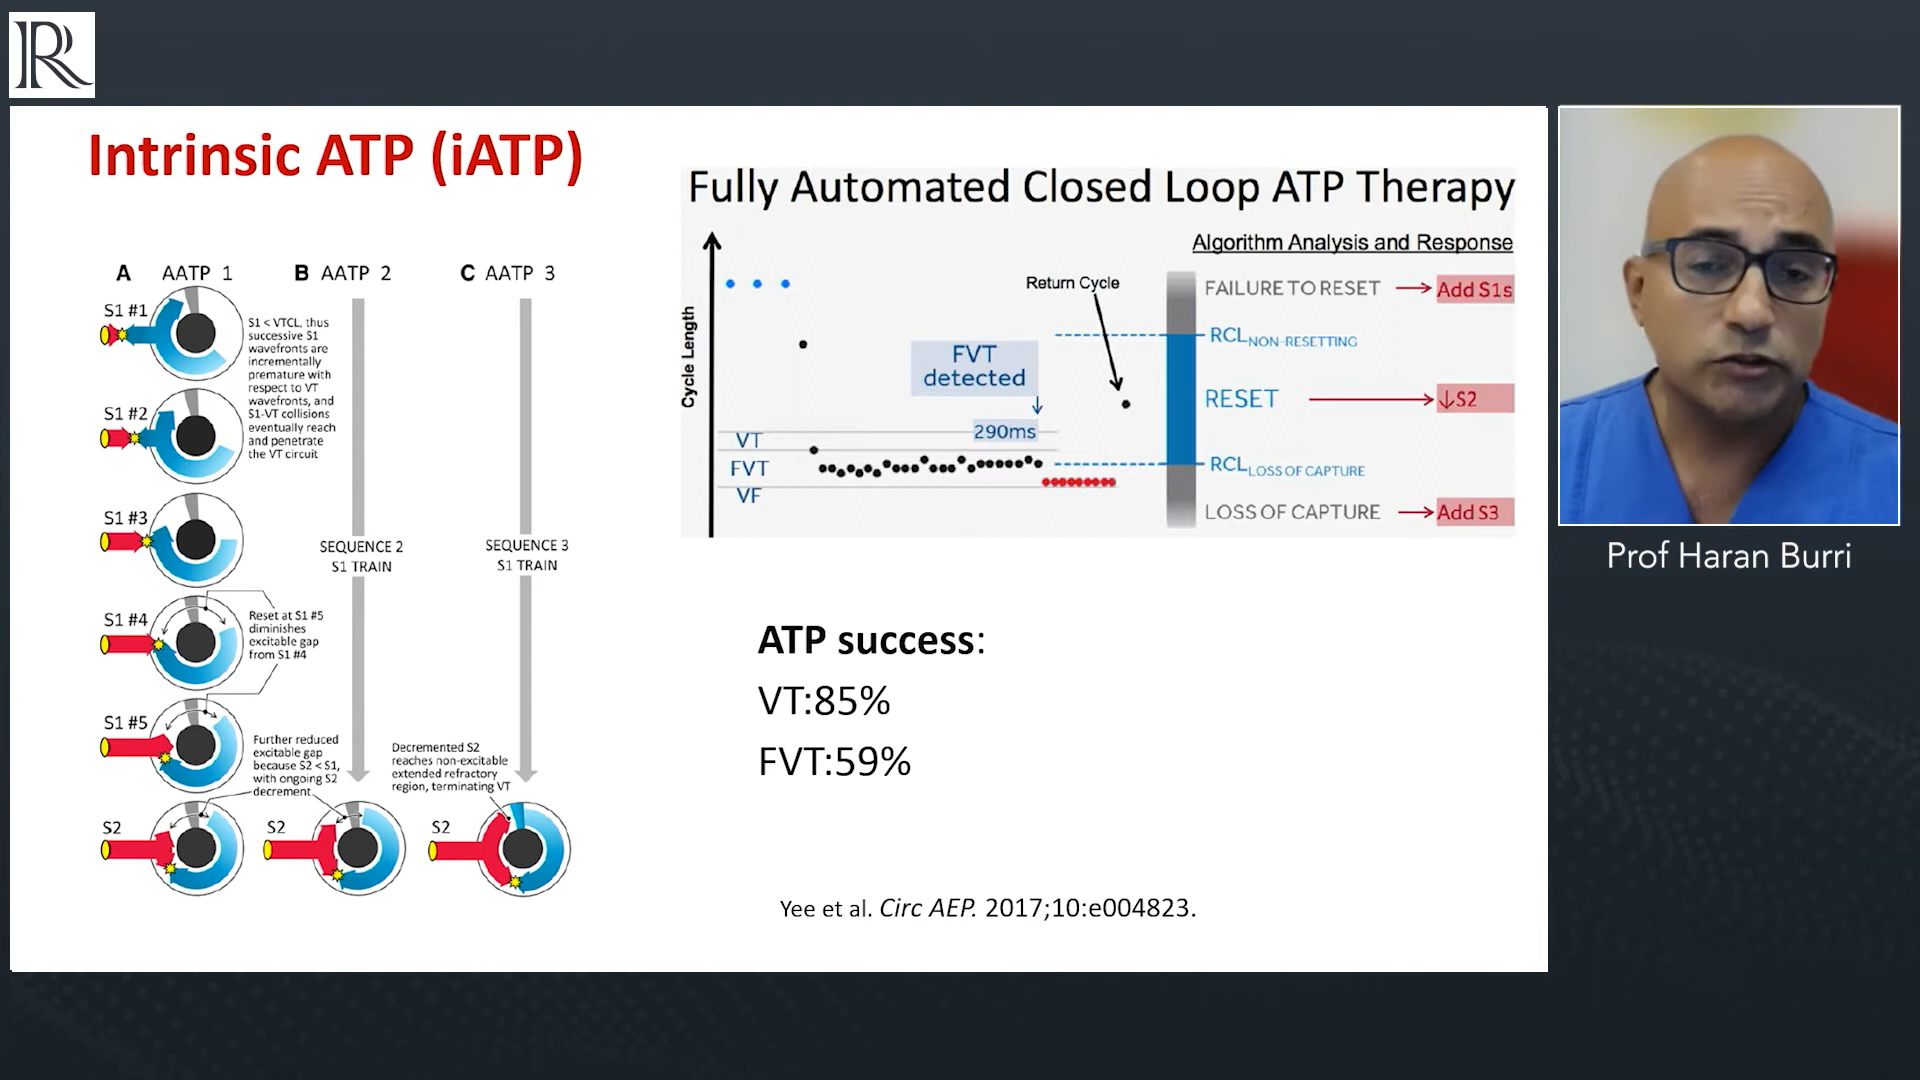 R
Intrinsic ATP (iATP)
A AATP 1
B AATP 2
C AATP 3
S1 #1
S1 < VTCL, thus
successive S1
wavefronts are
incrementally
premature with
respect to VT
wavefronts, and
S1-VT collisions
eventually reach
and penetrate
the VT circuit
S1 #2
S1 #3
SEQUENCE 2
S1 TRAIN
SEQUENCE 3
S1 TRAIN
S1 #4
Reset at S1 #5
diminishes
excitable gap
from S1 #4
S1 #5
Further reduced
excitable gap
because S2 < S1,
with ongoing S2
decrement
Decremented S2
reaches non-excitable
extended refractory
region, terminating VT
S2
S2
S2
Fully Automated Closed Loop ATP Therapy
Algorithm Analysis and Response
Cycle Length
Return Cycle
FVT
detected
290ms
VT
FVT
VF
FAILURE TO RESET
Add S1s
RCL NON-RESETTING
RESET
↓S2
RCL LOSS OF CAPTURE
LOSS OF CAPTURE
Add S3
ATP success:
VT:85%
FVT:59%
Yee et al. Circ AEP. 2017;10:e004823.
Prof Haran Burri